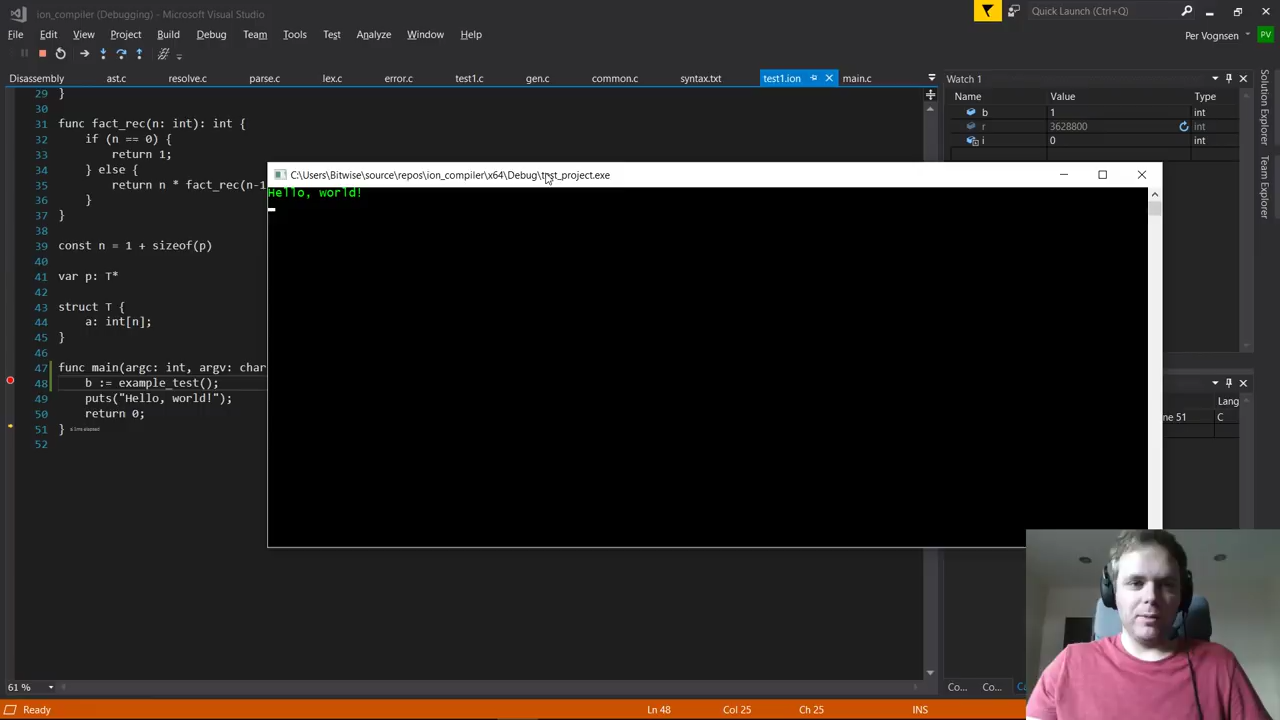 ion_compiler (Debugging) - Microsoft Visual Studio
Quick Launch (Ctrl+Q)
File Edit View Project Build Debug Team Tools Test Analyze Window Help
Per Vognsen PV
Disassembly ast.c resolve.c parse.c lex.c error.c test1.c gen.c common.c syntax.txt test1.ion main.c
Watch 1
Name Value Type
b 1 int
r 3628800 int
i 0 int
29 }
30
31 func fact_rec(n: int): int {
32 if (n == 0) {
33 return 1;
34 } else {
35 return n * fact_rec(n-1
36 }
37 }
38
39 const n = 1 + sizeof(p)
40
41 var p: T*
42
43 struct T {
44 a: int[n];
45 }
46
47 func main(argc: int, argv: char
48 b := example_test();
49 puts("Hello, world!");
50 return 0;
51 }
52
C:\Users\Bitwise\source\repos\ion_compiler\x64\Debug\test_project.exe
Hello, world!
Lang
ne 51 C
Solution Explorer
Team Explorer
61 %
Co... Co...
Ready Ln 48 Col 25 Ch 25 INS